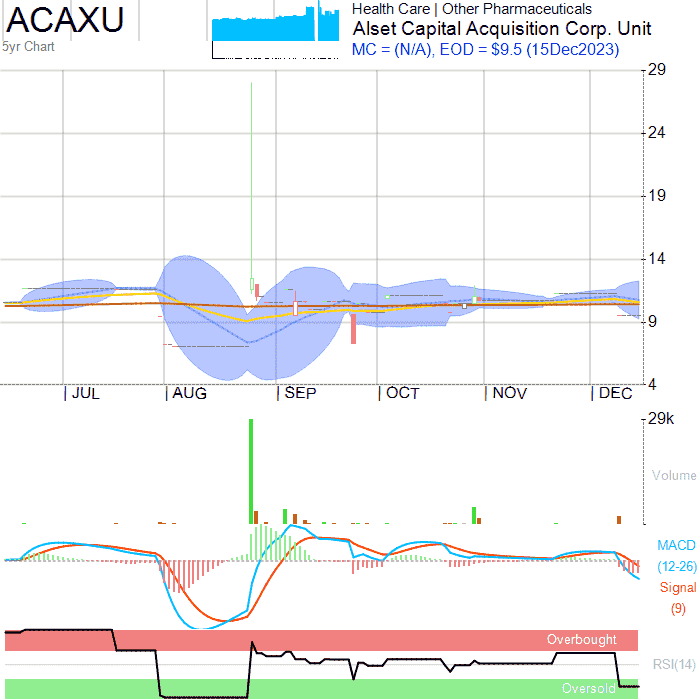 ACAXU
5yr Chart
Health Care | Other Pharmaceuticals
Alset Capital Acquisition Corp. Unit
MC = (N/A), EOD = $9.5 (15Dec2023)
29
24
19
14
9
4
JUL
AUG
SEP
OCT
NOV
DEC
29k
Volume
MACD
(12-26)
Signal
(9)
Overbought
RSI(14)
Oversold